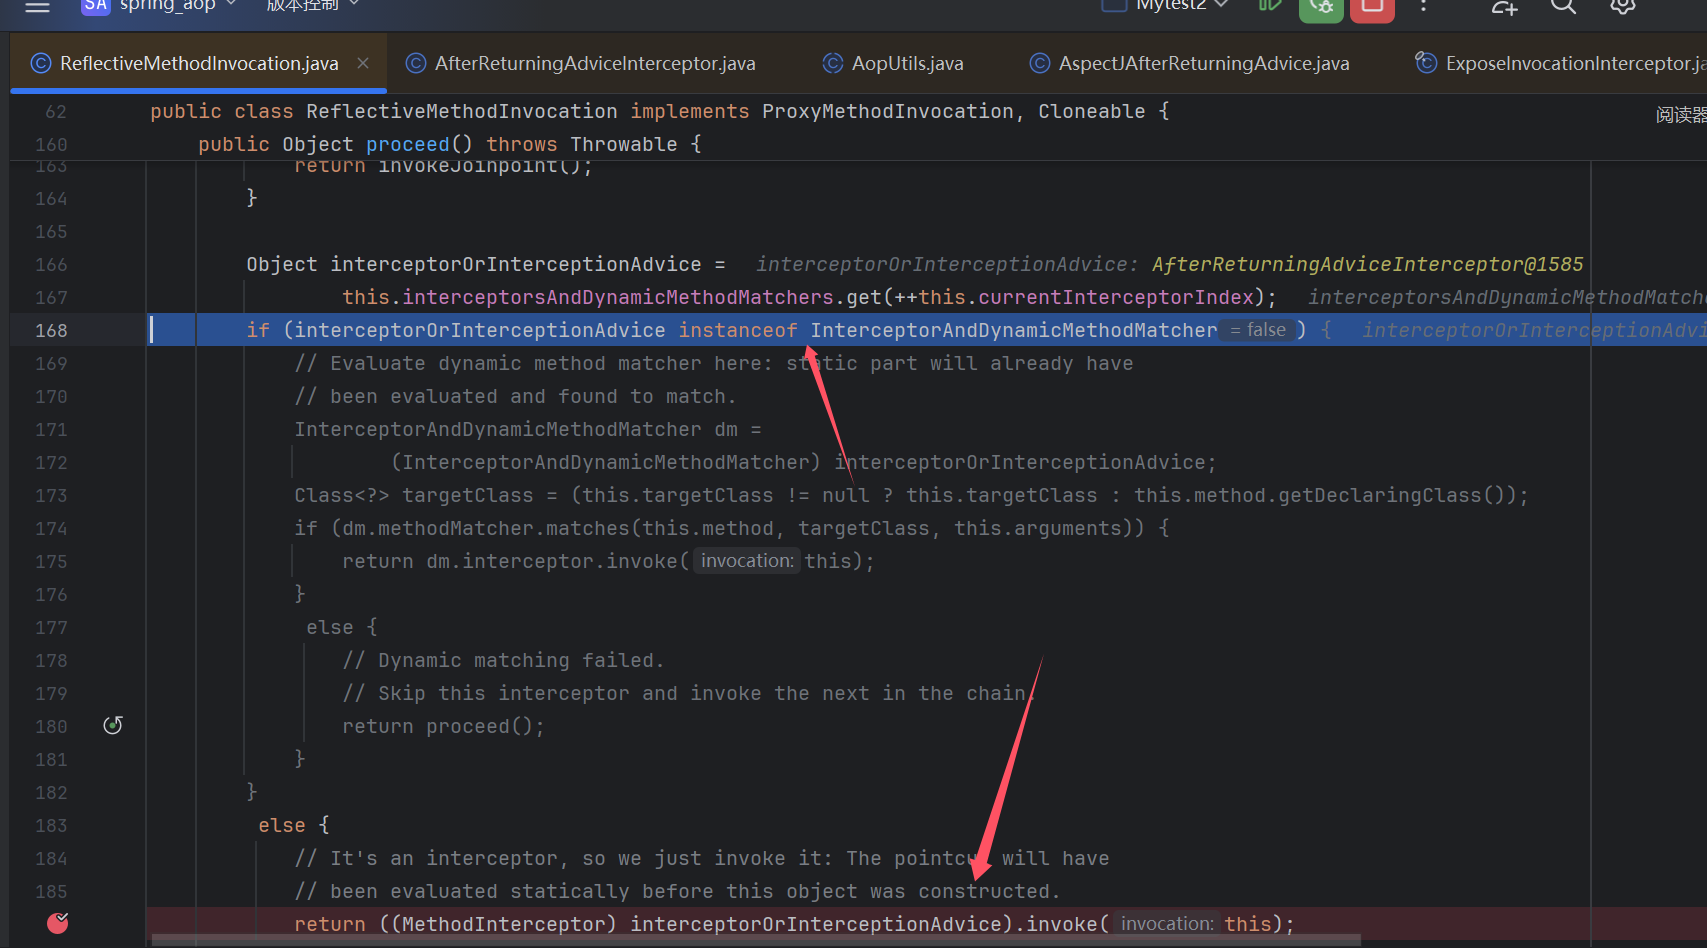 SA spring_aop 版本控制 Mytest2
ReflectiveMethodInvocation.java AfterReturningAdviceInterceptor.java AopUtils.java AspectJAfterReturningAdvice.java ExposeInvocationInterceptor.ja
62 public class ReflectiveMethodInvocation implements ProxyMethodInvocation, Cloneable { 阅读器
160 public Object proceed() throws Throwable {
163 return invokeJoinpoint();
164 }
165
166 Object interceptorOrInterceptionAdvice = interceptorOrInterceptionAdvice: AfterReturningAdviceInterceptor@1585
167 this.interceptorsAndDynamicMethodMatchers.get(++this.currentInterceptorIndex); interceptorsAndDynamicMethodMatch
168 if (interceptorOrInterceptionAdvice instanceof InterceptorAndDynamicMethodMatcher = false ) { interceptorOrInterceptionAdvi
169 // Evaluate dynamic method matcher here: static part will already have
170 // been evaluated and found to match.
171 InterceptorAndDynamicMethodMatcher dm =
172 (InterceptorAndDynamicMethodMatcher) interceptorOrInterceptionAdvice;
173 Class<?> targetClass = (this.targetClass != null ? this.targetClass : this.method.getDeclaringClass());
174 if (dm.methodMatcher.matches(this.method, targetClass, this.arguments)) {
175 return dm.interceptor.invoke( invocation: this);
176 }
177 else {
178 // Dynamic matching failed.
179 // Skip this interceptor and invoke the next in the chain.
180 return proceed();
181 }
182 }
183 else {
184 // It's an interceptor, so we just invoke it: The pointcut will have
185 // been evaluated statically before this object was constructed.
return ((MethodInterceptor) interceptorOrInterceptionAdvice).invoke( invocation: this);